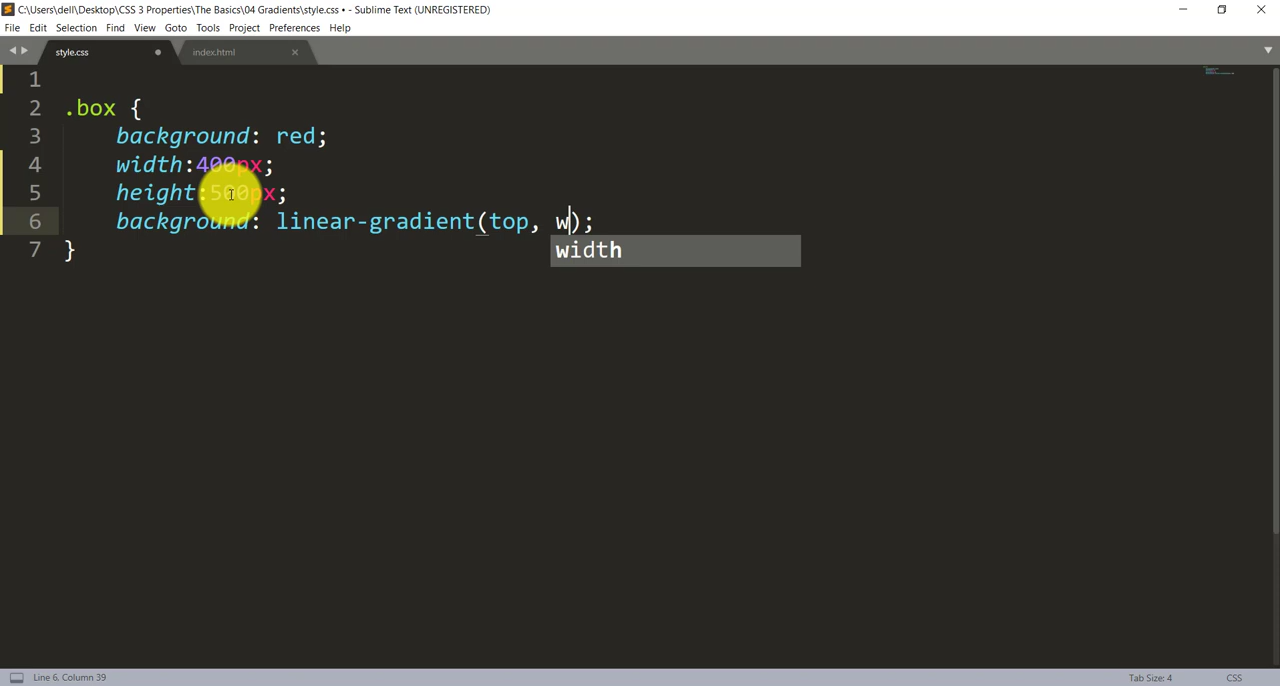 C:\Users\dell\Desktop\CSS 3 Properties\The Basics\04 Gradients\style.css • - Sublime Text (UNREGISTERED)
File Edit Selection Find View Goto Tools Project Preferences Help
style.css index.html
1
2 .box {
3 background: red;
4 width:400px;
5 height:500px;
6 background: linear-gradient(top, w);
width
7 }
Line 6, Column 39 Tab Size: 4 CSS